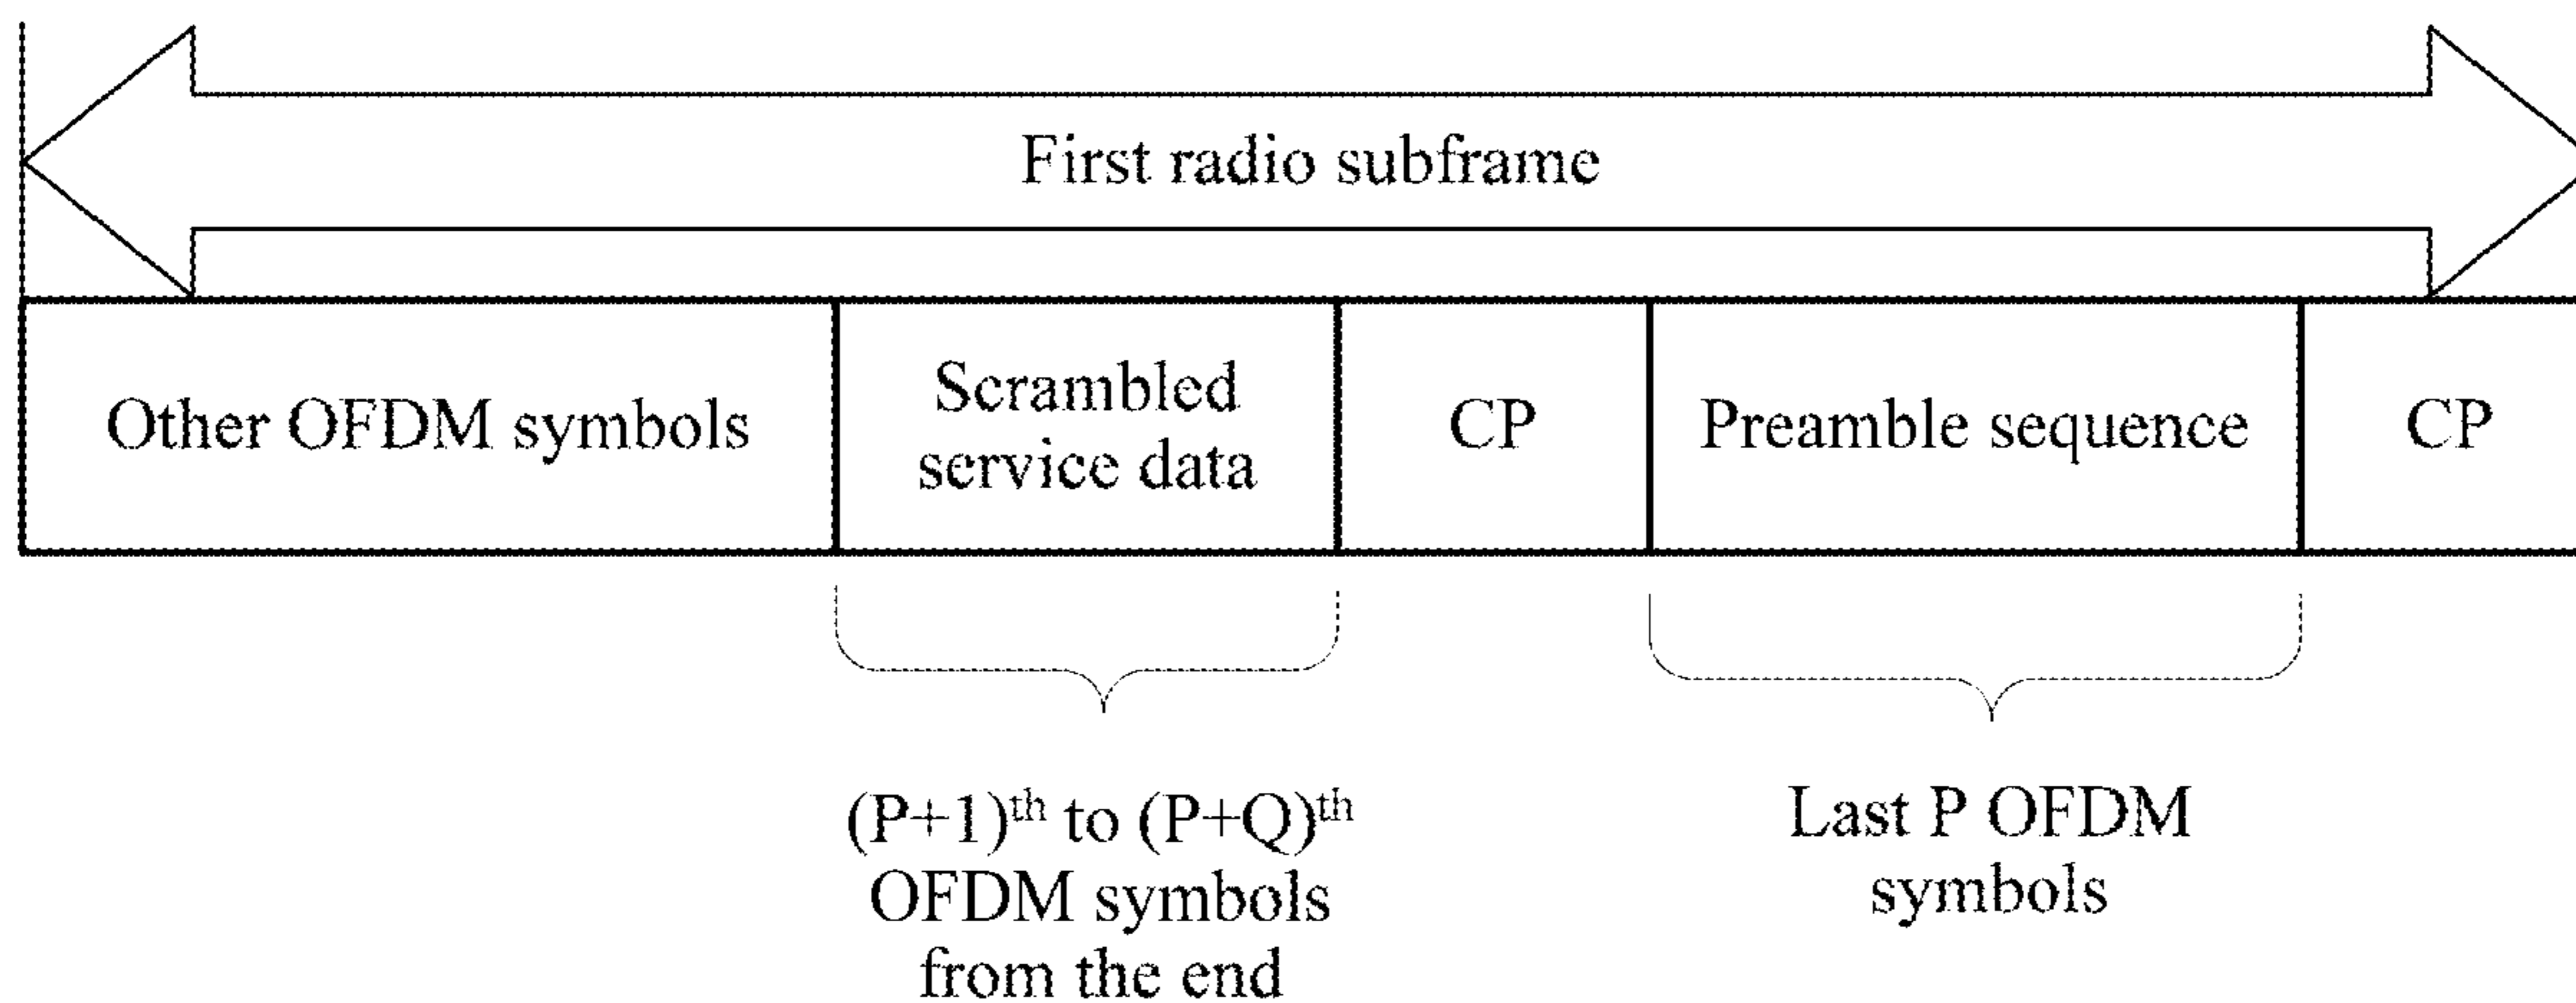 First radio subframe
Other OFDM symbols
Scrambled
service data
CP
Preamble sequence
CP
(P+1)th to (P+Q)th
OFDM symbols
from the end
Last P OFDM
symbols